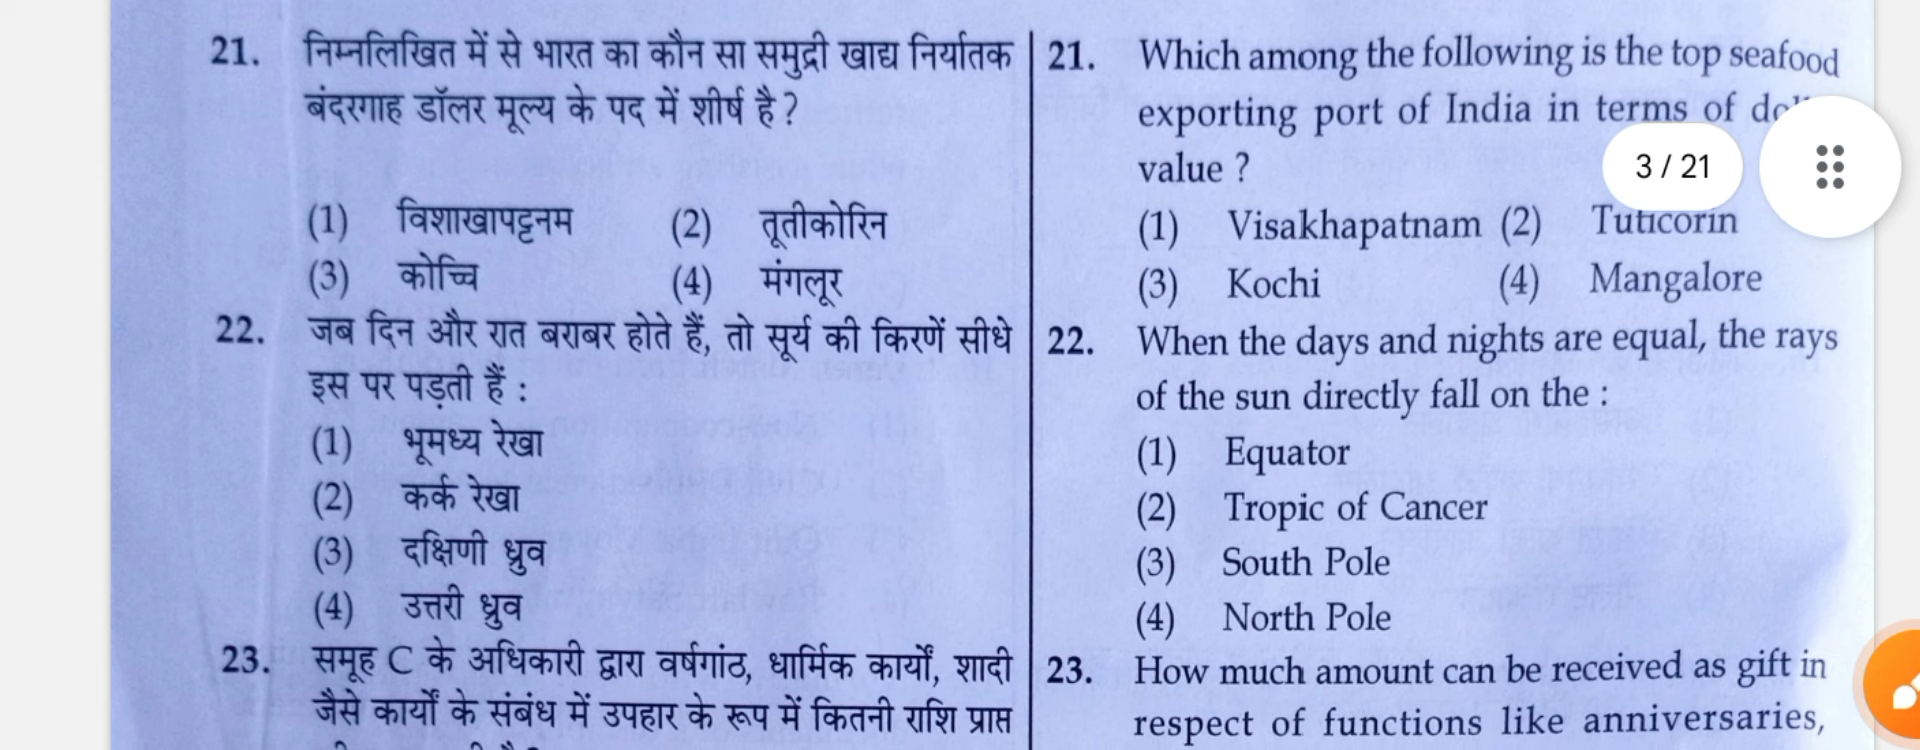 21. निम्नलिखित में से भारत का कौन सा समुद्री खाद्य निर्यातक
बंदरगाह डॉलर मूल्य के पद में शीर्ष है ?
(1) विशाखापट्टनम (2) तूतीकोरिन
(3) कोच्चि (4) मंगलूर
22. जब दिन और रात बराबर होते हैं, तो सूर्य की किरणें सीधे
इस पर पड़ती हैं :
(1) भूमध्य रेखा
(2) कर्क रेखा
(3) दक्षिणी ध्रुव
(4) उत्तरी ध्रुव
23. समूह C के अधिकारी द्वारा वर्षगांठ, धार्मिक कार्यों, शादी
जैसे कार्यों के संबंध में उपहार के रूप में कितनी राशि प्राप्त
21. Which among the following is the top seafood
exporting port of India in terms of
value ?
3 / 21
(1) Visakhapatnam (2) Tuticorin
(3) Kochi (4) Mangalore
22. When the days and nights are equal, the rays
of the sun directly fall on the :
(1) Equator
(2) Tropic of Cancer
(3) South Pole
(4) North Pole
23. How much amount can be received as gift in
respect of functions like anniversaries,